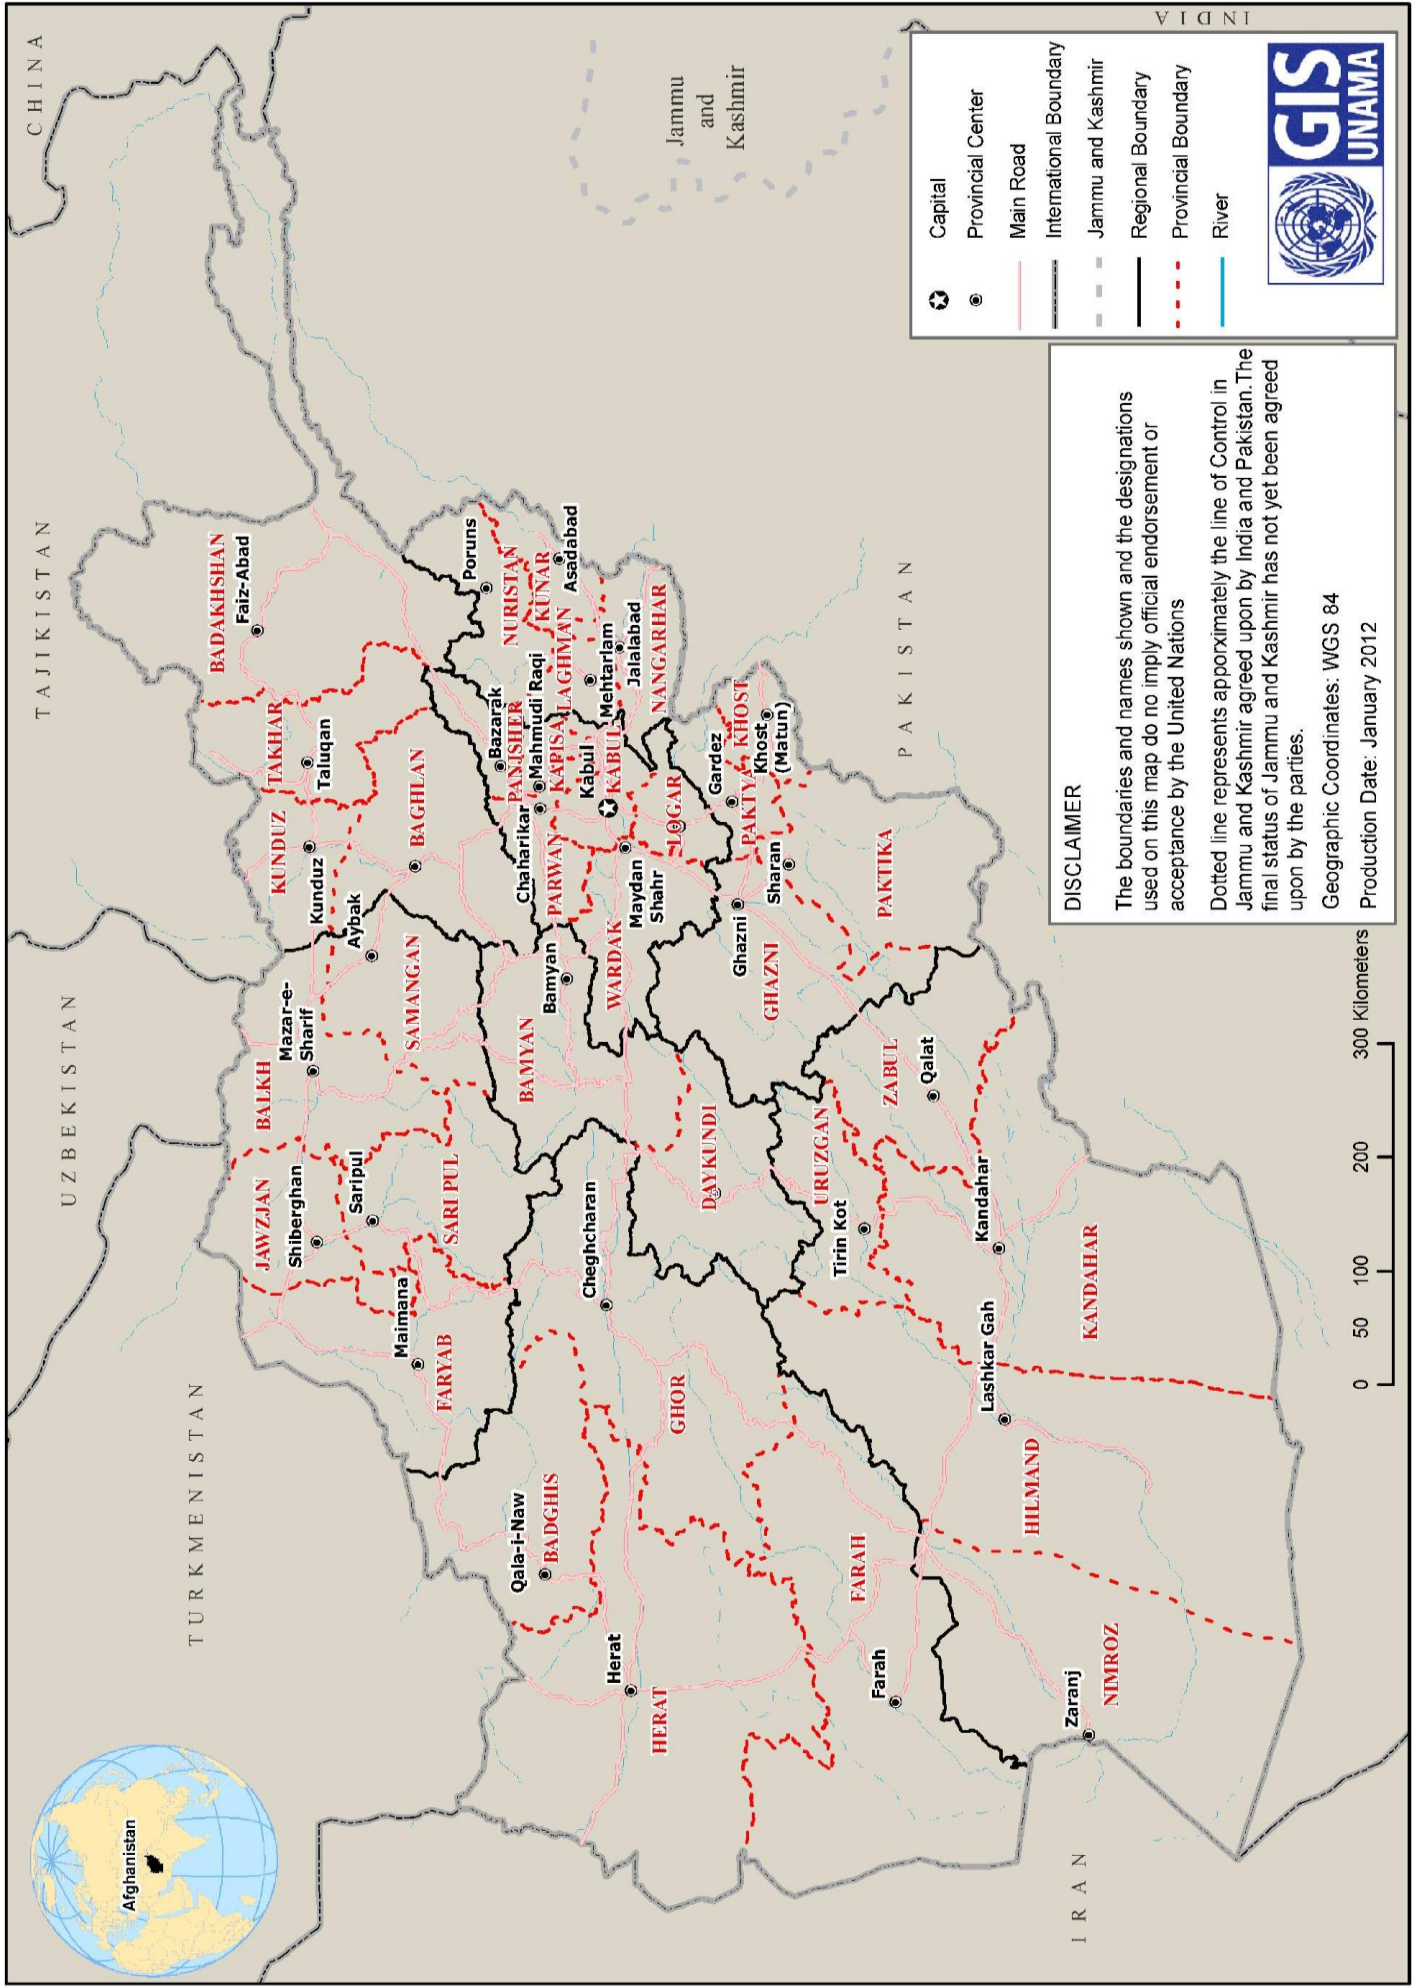 CHINA
TAJIKISTAN
UZBEKISTAN
TURKMENISTAN
IRAN
PAKISTAN
INDIA
Jammu
and
Kashmir
Afghanistan
BADAKHSHAN
Faiz-Abad
TAKHAR
Taluqan
KUNDUZ
Kunduz
BAGHLAN
Aybak
SAMANGAN
Mazar-e-
Sharif
BALKH
JAWZJAN
Shiberghan
Saripul
SARI PUL
Maimana
FARYAB
Qala-i-Naw
BADGHIS
Herat
HERAT
Cheghcharan
GHOR
BAMYAN
Bamyan
DAYKUNDI
Poruns
NURISTAN
KUNAR
Asadabad
LAGHMAN
Mehtarlam
Jalalabad
NANGARHAR
Bazarak
PANJSHER
Mahmudi Raqi
KAPISA
Kabul
KABUL
Charikar
PARWAN
Maydan
Shahr
WARDAK
LOGAR
Gardez
PAKTYA
KHOST
Khost
(Matun)
Sharan
PAKTIKA
Ghazni
GHAZNI
ZABUL
Qalat
URUZGAN
Tirin Kot
Kandahar
KANDAHAR
Lashkar Gah
HILMAND
FARAH
Farah
Zaranj
NIMROZ
0 50 100 200 300 Kilometers
DISCLAIMER
The boundaries and names shown and the designations
used on this map do no imply official endorsement or
acceptance by the United Nations
Dotted line represents apporximately the line of Control in
Jammu and Kashmir agreed upon by India and Pakistan.The
final status of Jammu and Kashmir has not yet been agreed
upon by the parties.
Geographic Coordinates: WGS 84
Production Date: January 2012
Capital
Provincial Center
Main Road
International Boundary
Jammu and Kashmir
Regional Boundary
Provincial Boundary
River
GIS
UNAMA